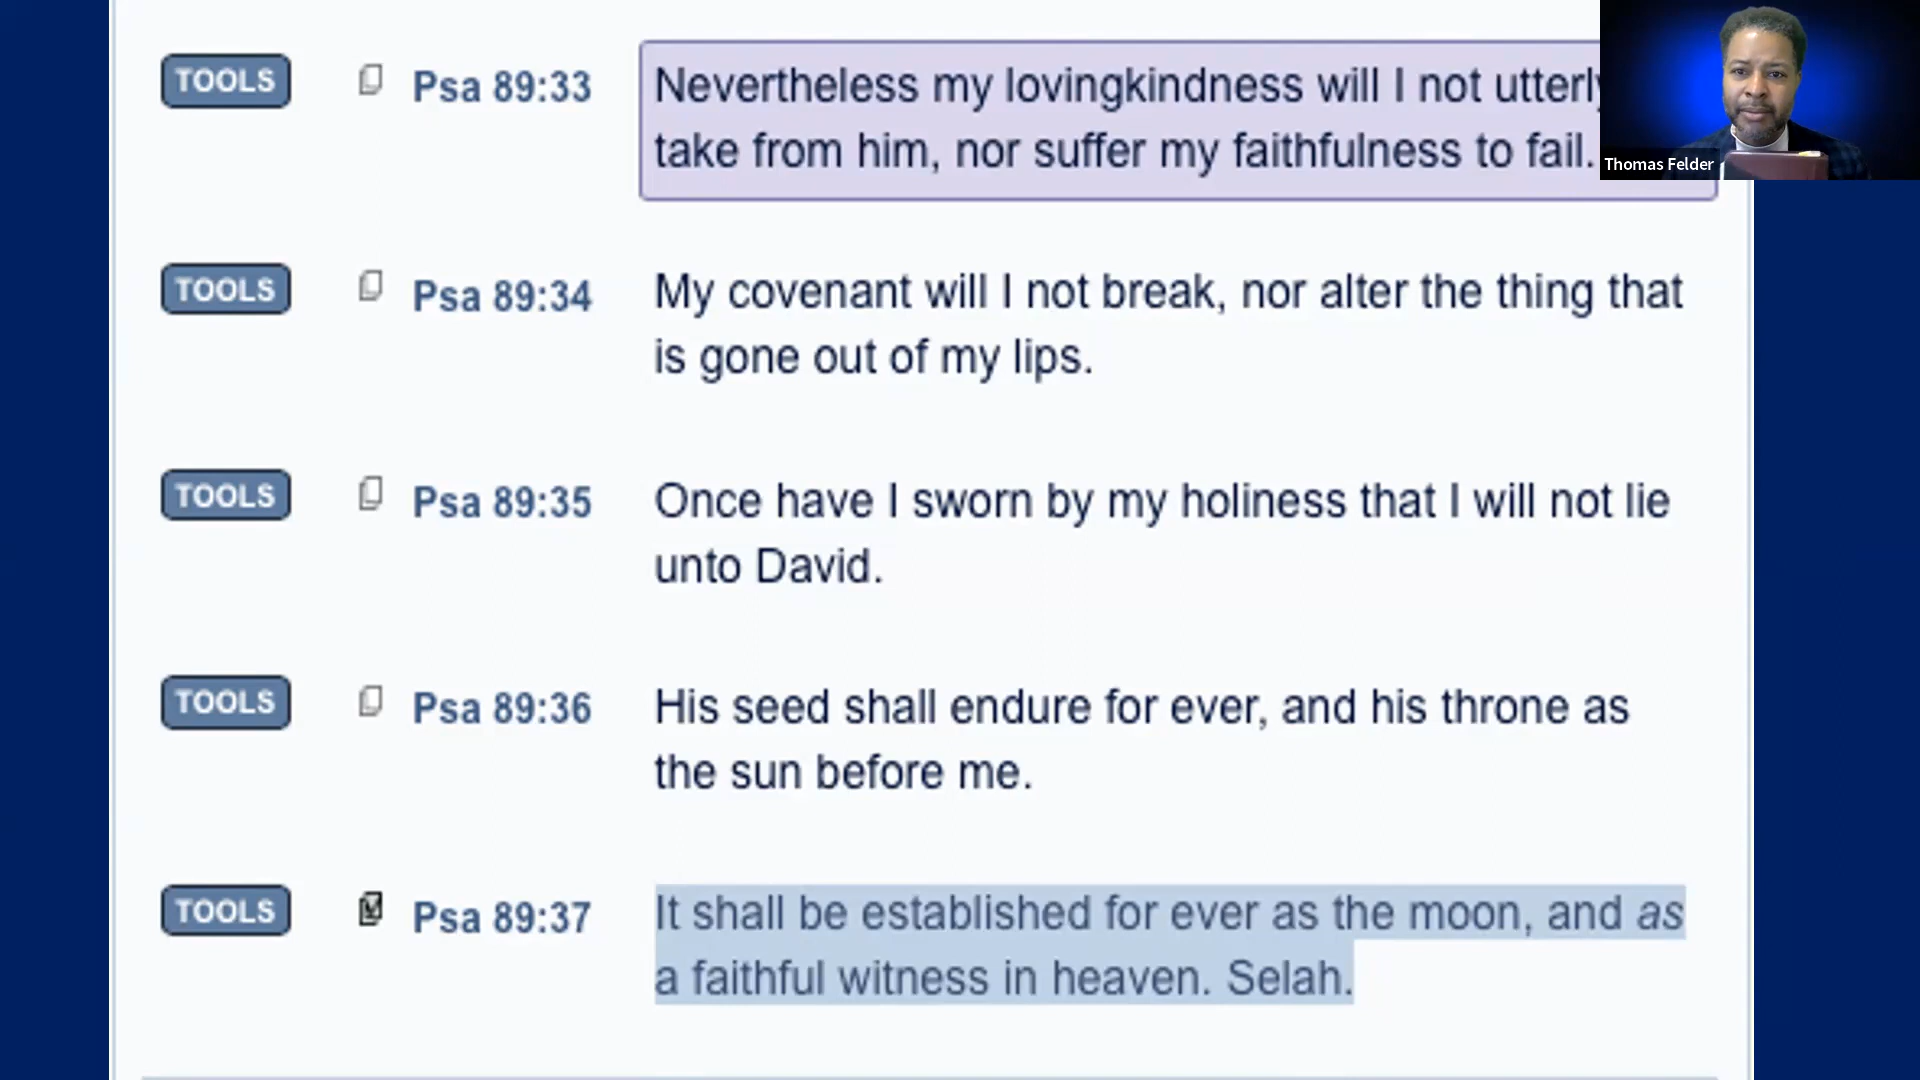 TOOLS Psa 89:33 Nevertheless my lovingkindness will I not utterly
take from him, nor suffer my faithfulness to fail.
Thomas Felder
TOOLS Psa 89:34 My covenant will I not break, nor alter the thing that
is gone out of my lips.
TOOLS Psa 89:35 Once have I sworn by my holiness that I will not lie
unto David.
TOOLS Psa 89:36 His seed shall endure for ever, and his throne as
the sun before me.
TOOLS Psa 89:37 It shall be established for ever as the moon, and as
a faithful witness in heaven. Selah.